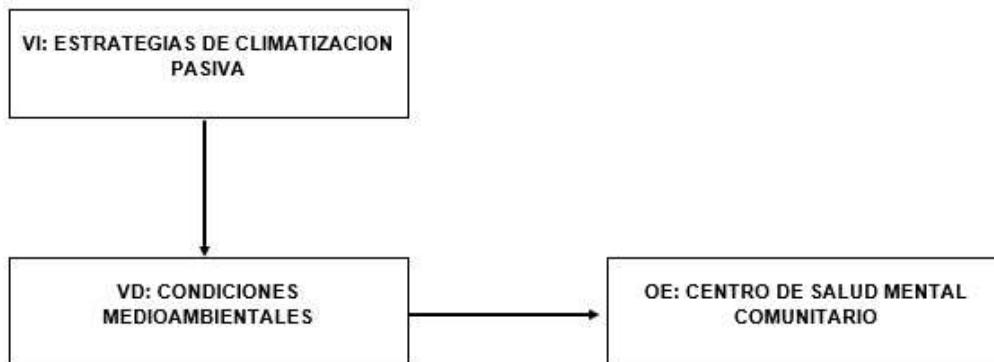 VI: ESTRATEGIAS DE CLIMATIZACION
PASIVA
VD: CONDICIONES
MEDIOAMBIENTALES
OE: CENTRO DE SALUD MENTAL
COMUNITARIO